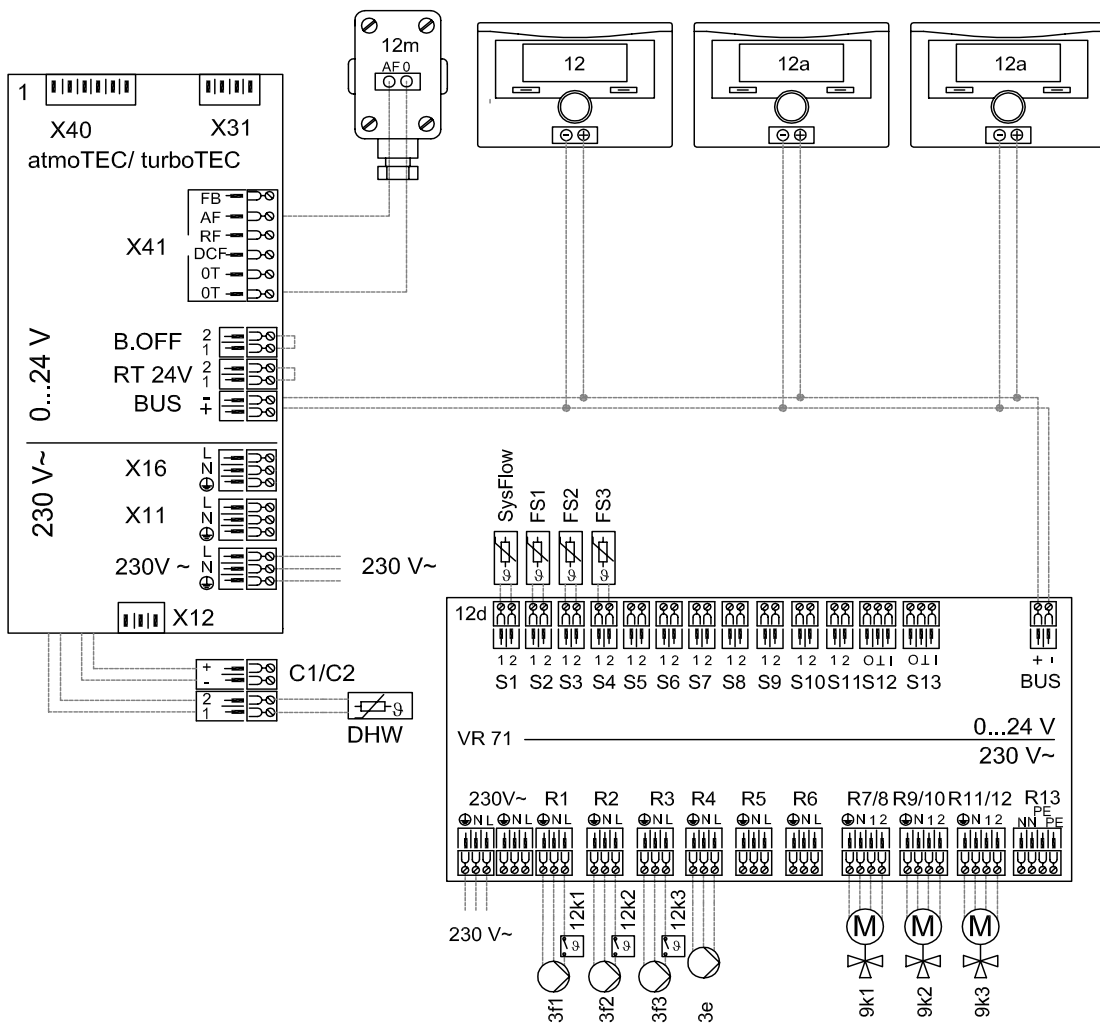 12m
AF 0
12
12a
12a
1
X40
X31
atmoTEC/ turboTEC
X41
FB
AF
RF
DCF
0T
0T
0...24 V
B.OFF
2
1
RT 24V
2
1
BUS
-
+
230 V~
X16
L
N
X11
L
N
230V ~
L
N
230 V~
X12
+
-
C1/C2
2
1
DHW
ϑ
SysFlow
FS1
FS2
FS3
ϑ
ϑ
ϑ
ϑ
12d
1 2 1 2 1 2 1 2 1 2 1 2 1 2 1 2 1 2 1 2 1 2 O T I O T I + -
S1 S2 S3 S4 S5 S6 S7 S8 S9 S10 S11 S12 S13 BUS
VR 71
0...24 V
230 V~
230V~ R1 R2 R3 R4 R5 R6 R7/8 R9/10 R11/12 R13
N L N L N L N L N L N L N L N L N 1 2 N 1 2 N 1 2 N N PE PE
230 V~
12k1
12k2
12k3
ϑ
ϑ
ϑ
M
M
M
3f1
3f2
3f3
3e
9k1
9k2
9k3